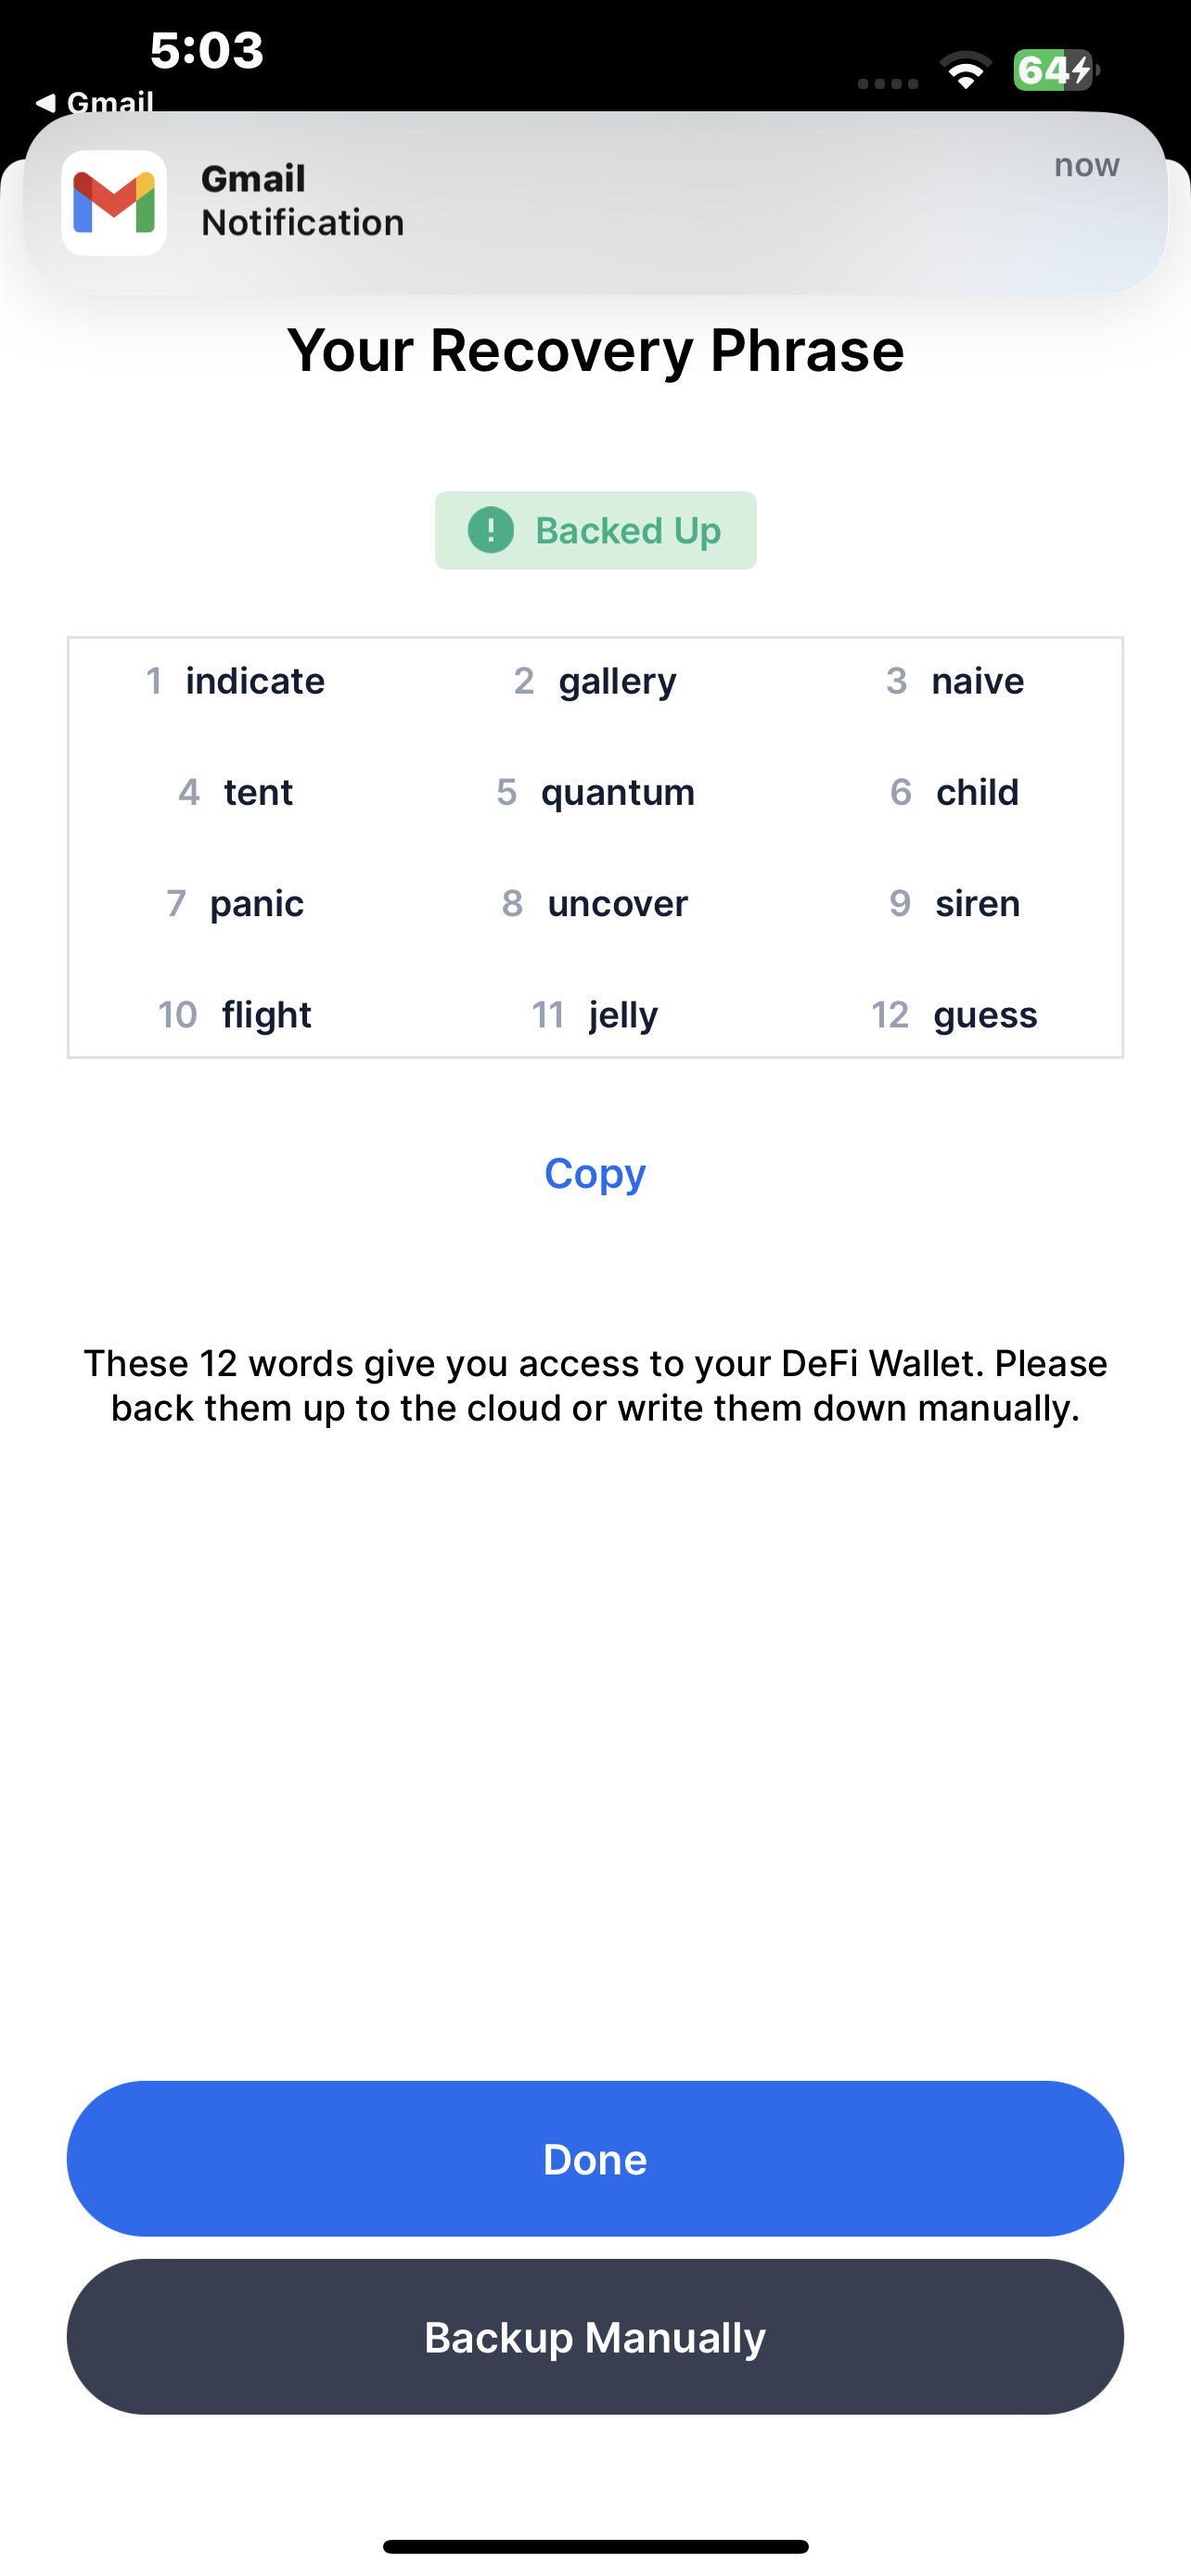 5:03
64
Gmail
Gmail
now
Notification
Your Recovery Phrase
! Backed Up
1 indicate 2 gallery 3 naive
4 tent 5 quantum 6 child
7 panic 8 uncover 9 siren
10 flight 11 jelly 12 guess
Copy
These 12 words give you access to your DeFi Wallet. Please
back them up to the cloud or write them down manually.
Done
Backup Manually